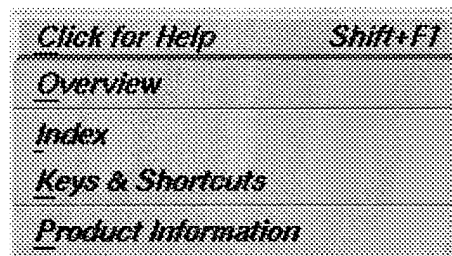 Click for Help Shift+F1
Overview
Index
Keys & Shortcuts
Product Information